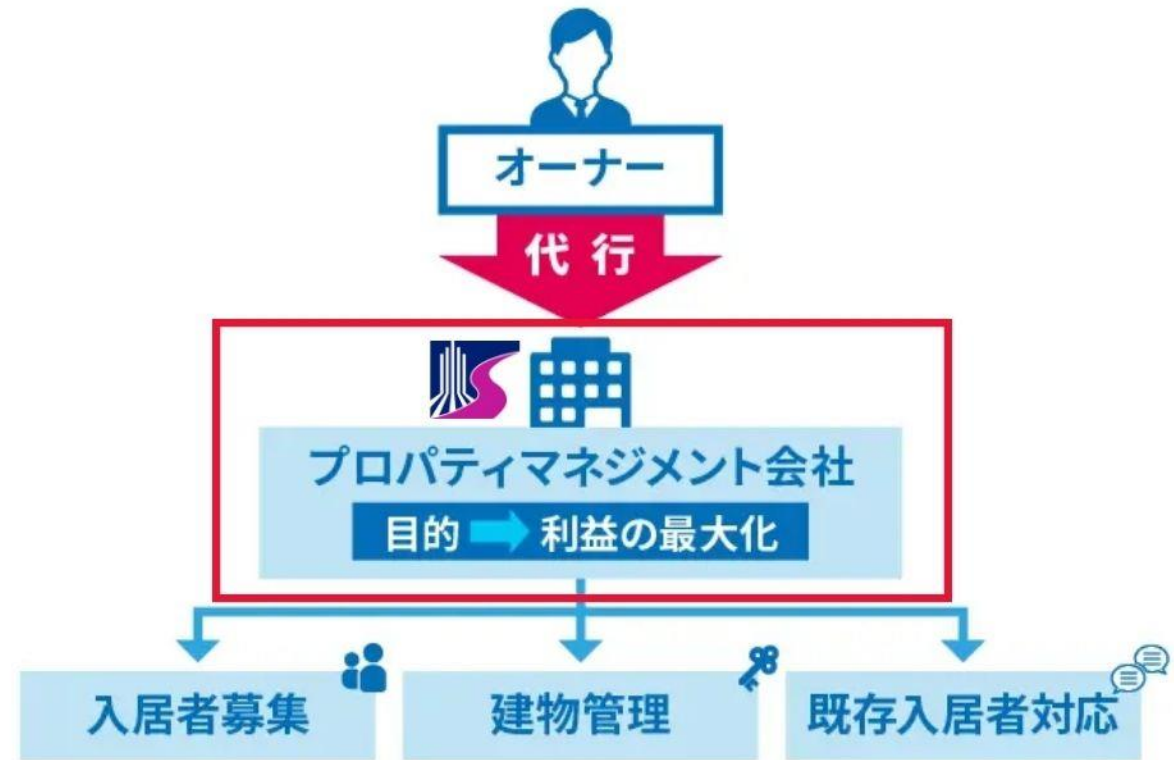 オーナー
代行
プロパティマネジメント会社
目的 利益の最大化
入居者募集
建物管理
既存入居者対応